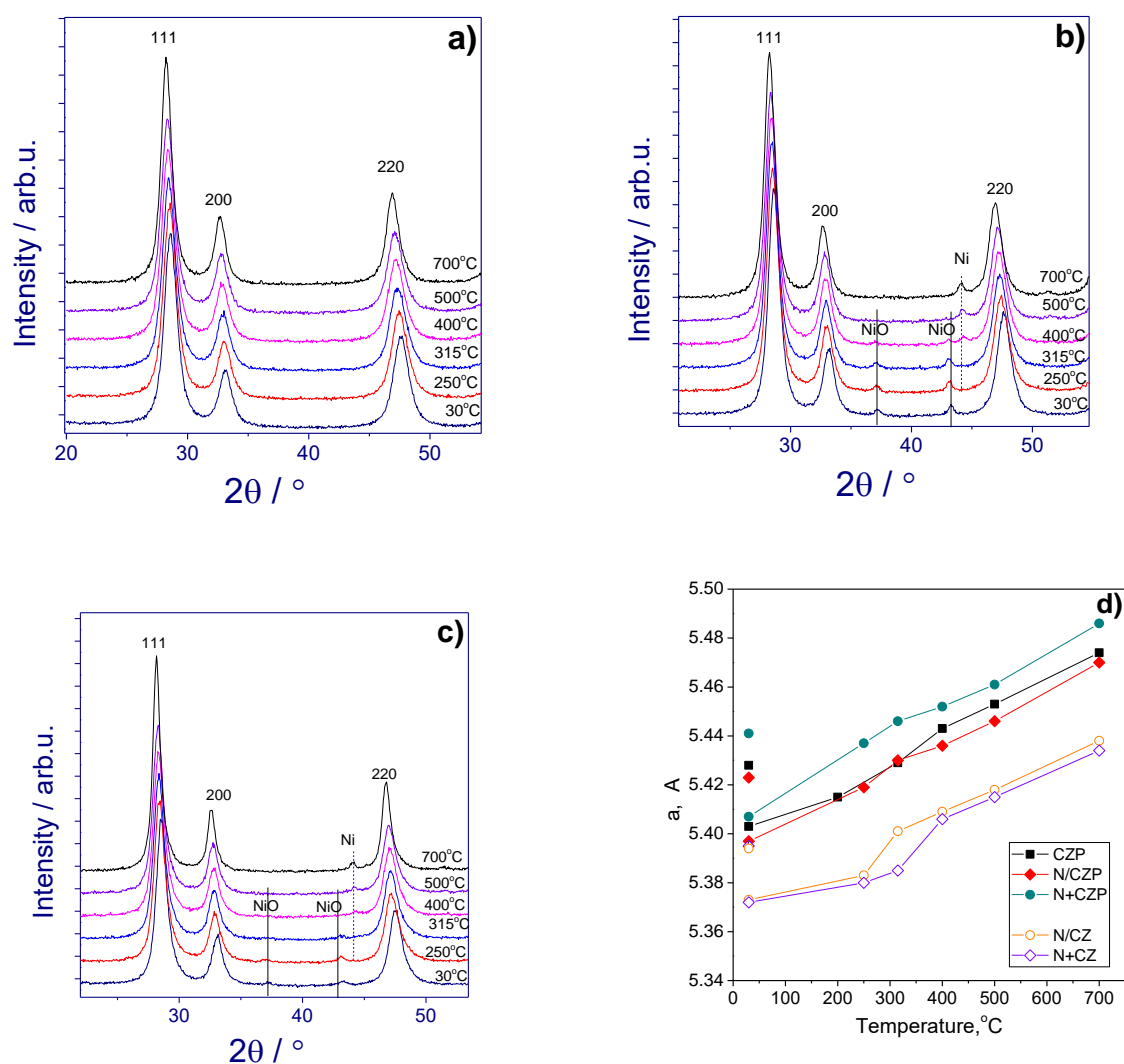 a)
111
200
220
700°C
500°C
400°C
315°C
250°C
30°C
Intensity / arb.u.
20 30 40 50
2θ / °
b)
111
200
220
Ni
NiO NiO
700°C
500°C
400°C
315°C
250°C
30°C
Intensity / arb.u.
30 40 50
2θ / °
c)
111
200
220
Ni
NiO NiO
700°C
500°C
400°C
315°C
250°C
30°C
Intensity / arb.u.
30 40 50
2θ / °
d)
5.50
5.48
5.46
5.44
5.42
5.40
5.38
5.36
5.34
a, A
CZP
N/CZP
N+CZP
N/CZ
N+CZ
0 100 200 300 400 500 600 700
Temperature,°C